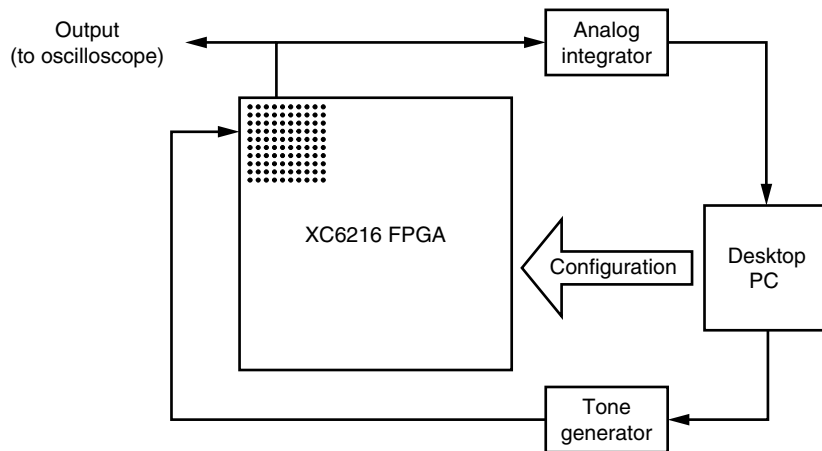 Output
(to oscilloscope)
Analog
integrator
XC6216 FPGA
Configuration
Desktop
PC
Tone
generator